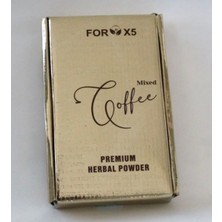 FOR X5
Mixed
Coffee
PREMIUM
HERBAL POWDER